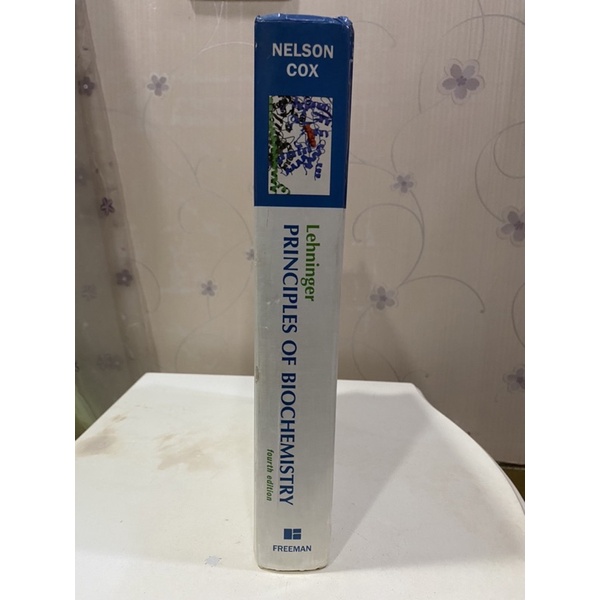 NELSON
COX
Lehninger
PRINCIPLES OF BIOCHEMISTRY
fourth edition
FREEMAN